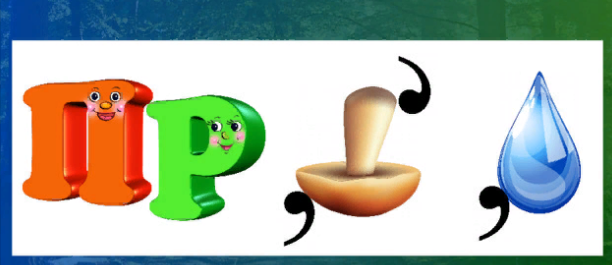 ПР , ' ,